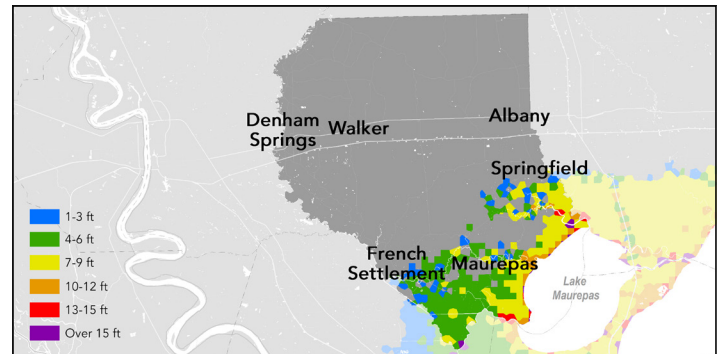 Denham
Springs
Walker
Albany
Springfield
French
Settlement
Maurepas
Lake
Maurepas
1-3 ft
4-6 ft
7-9 ft
10-12 ft
13-15 ft
Over 15 ft